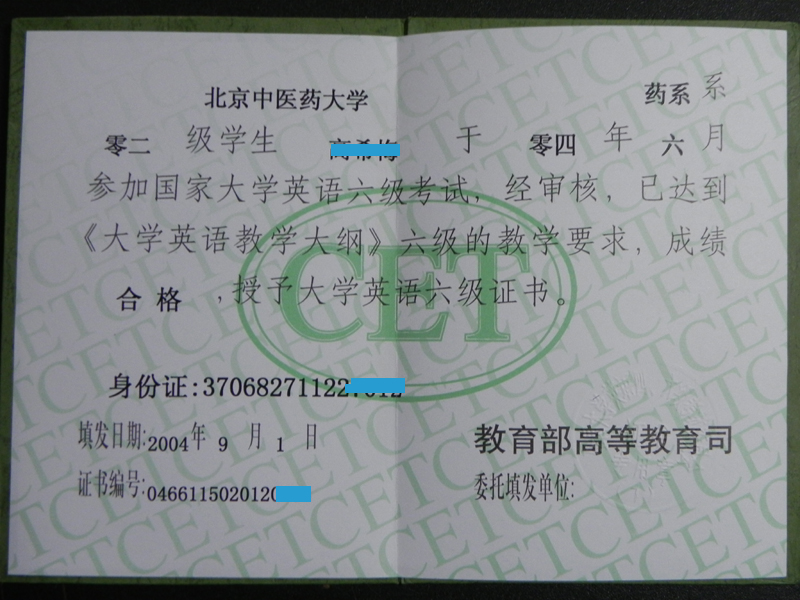 北京中医药大学 药系 系
零二 级学生 于 零四 年 六 月
参加国家大学英语六级考试，经审核，已达到
《大学英语教学大纲》六级的教学要求，成绩
合格 ，授予大学英语六级证书。
CET
身份证:37068271122
填发日期:2004年 9 月 1 日
教育部高等教育司
证书编号:0466115020120
委托填发单位: